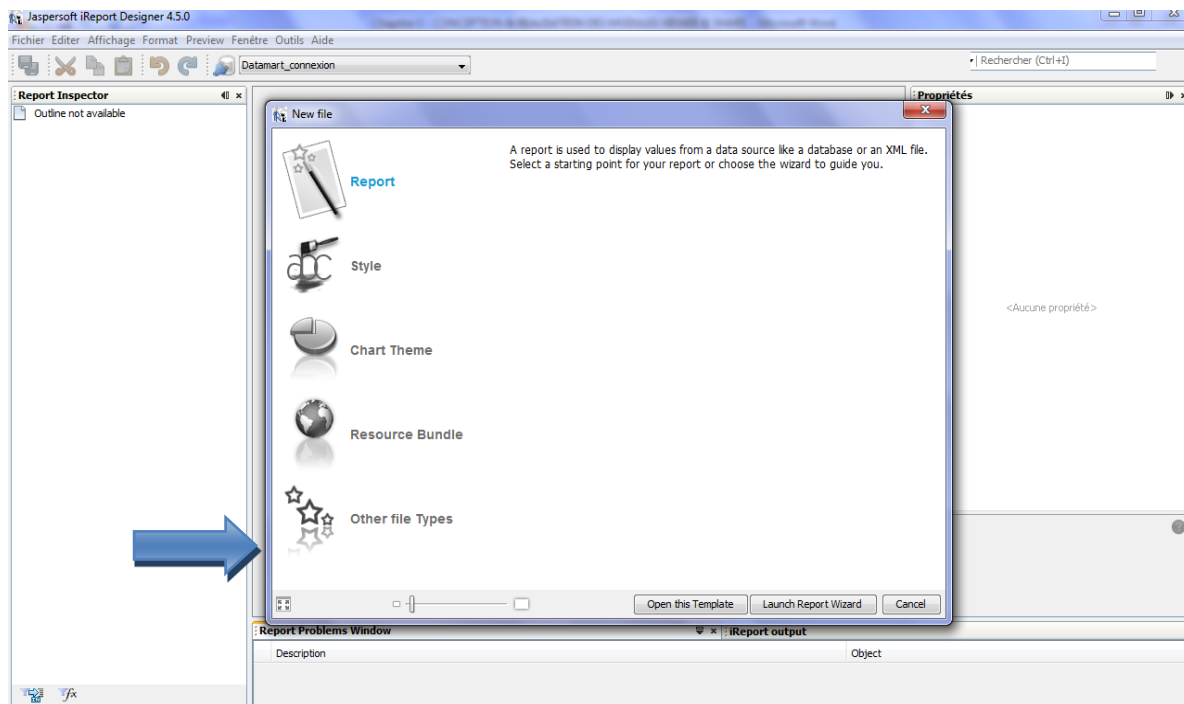 Jaspersoft iReport Designer 4.5.0
Fichier Editer Affichage Format Preview Fenêtre Outils Aide
Datamart_connexion
Rechercher (Ctrl+I)
Report Inspector
Propriétés
Outline not available
New file
A report is used to display values from a data source like a database or an XML file.
Select a starting point for your report or choose the wizard to guide you.
Report
Style
<Aucune propriété>
Chart Theme
Resource Bundle
Other file Types
Open this Template
Launch Report Wizard
Cancel
Report Problems Window
iReport output
Description
Object
fx